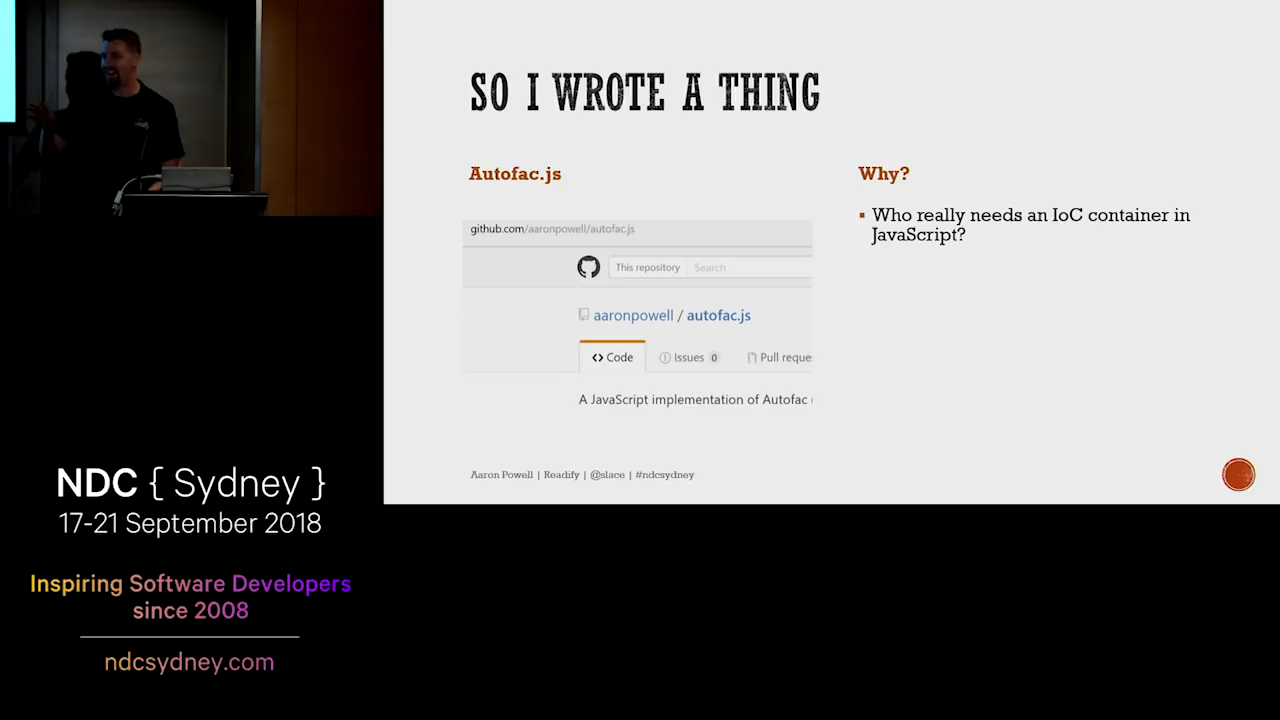 SO I WROTE A THING
Autofac.js
github.com/aaronpowell/autofac.js
This repository Search
aaronpowell / autofac.js
<> Code Issues 0 Pull reque
A JavaScript implementation of Autofac
Why?
Who really needs an IoC container in
JavaScript?
Aaron Powell | Readify | @slace | #ndcsydney
NDC { Sydney }
17-21 September 2018
Inspiring Software Developers
since 2008
ndcsydney.com